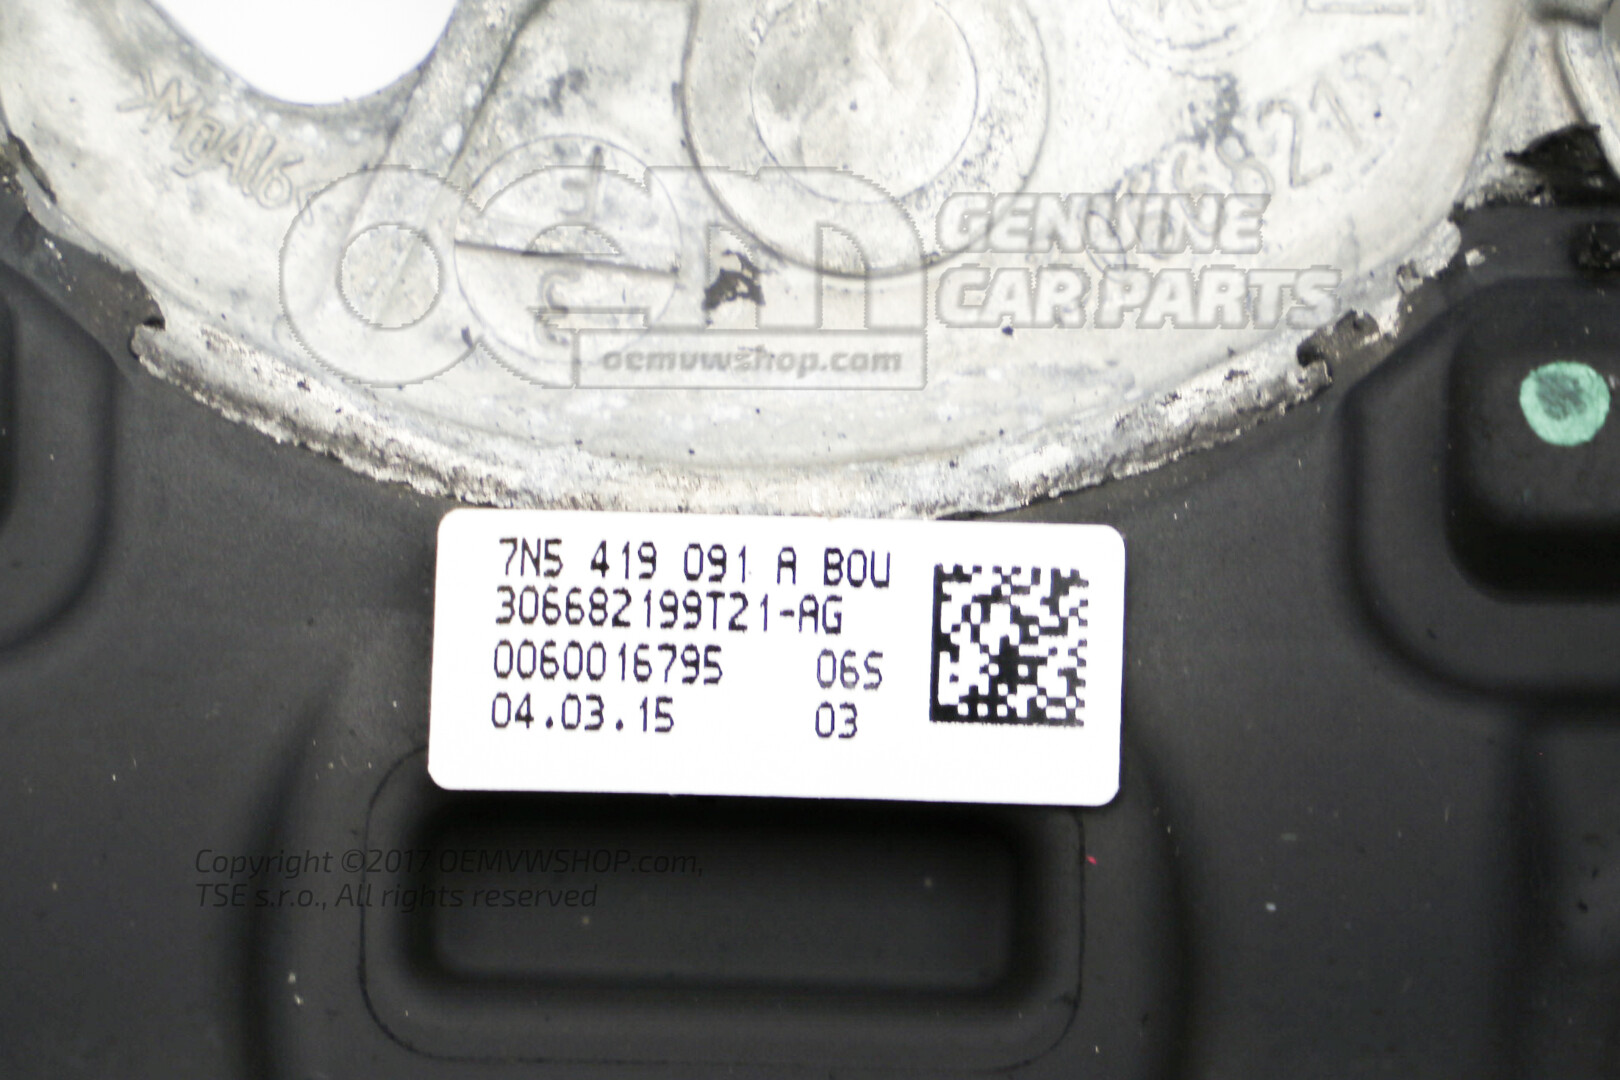 >MgAl6<
oem
GENUINE
CAR PARTS
oemvwshop.com
7N5 419 091 A BOU
306682199T21-AG
0060016795 06S
04.03.15 03
Copyright ©2017 OEMVWSHOP.com,
TSE s.r.o., All rights reserved